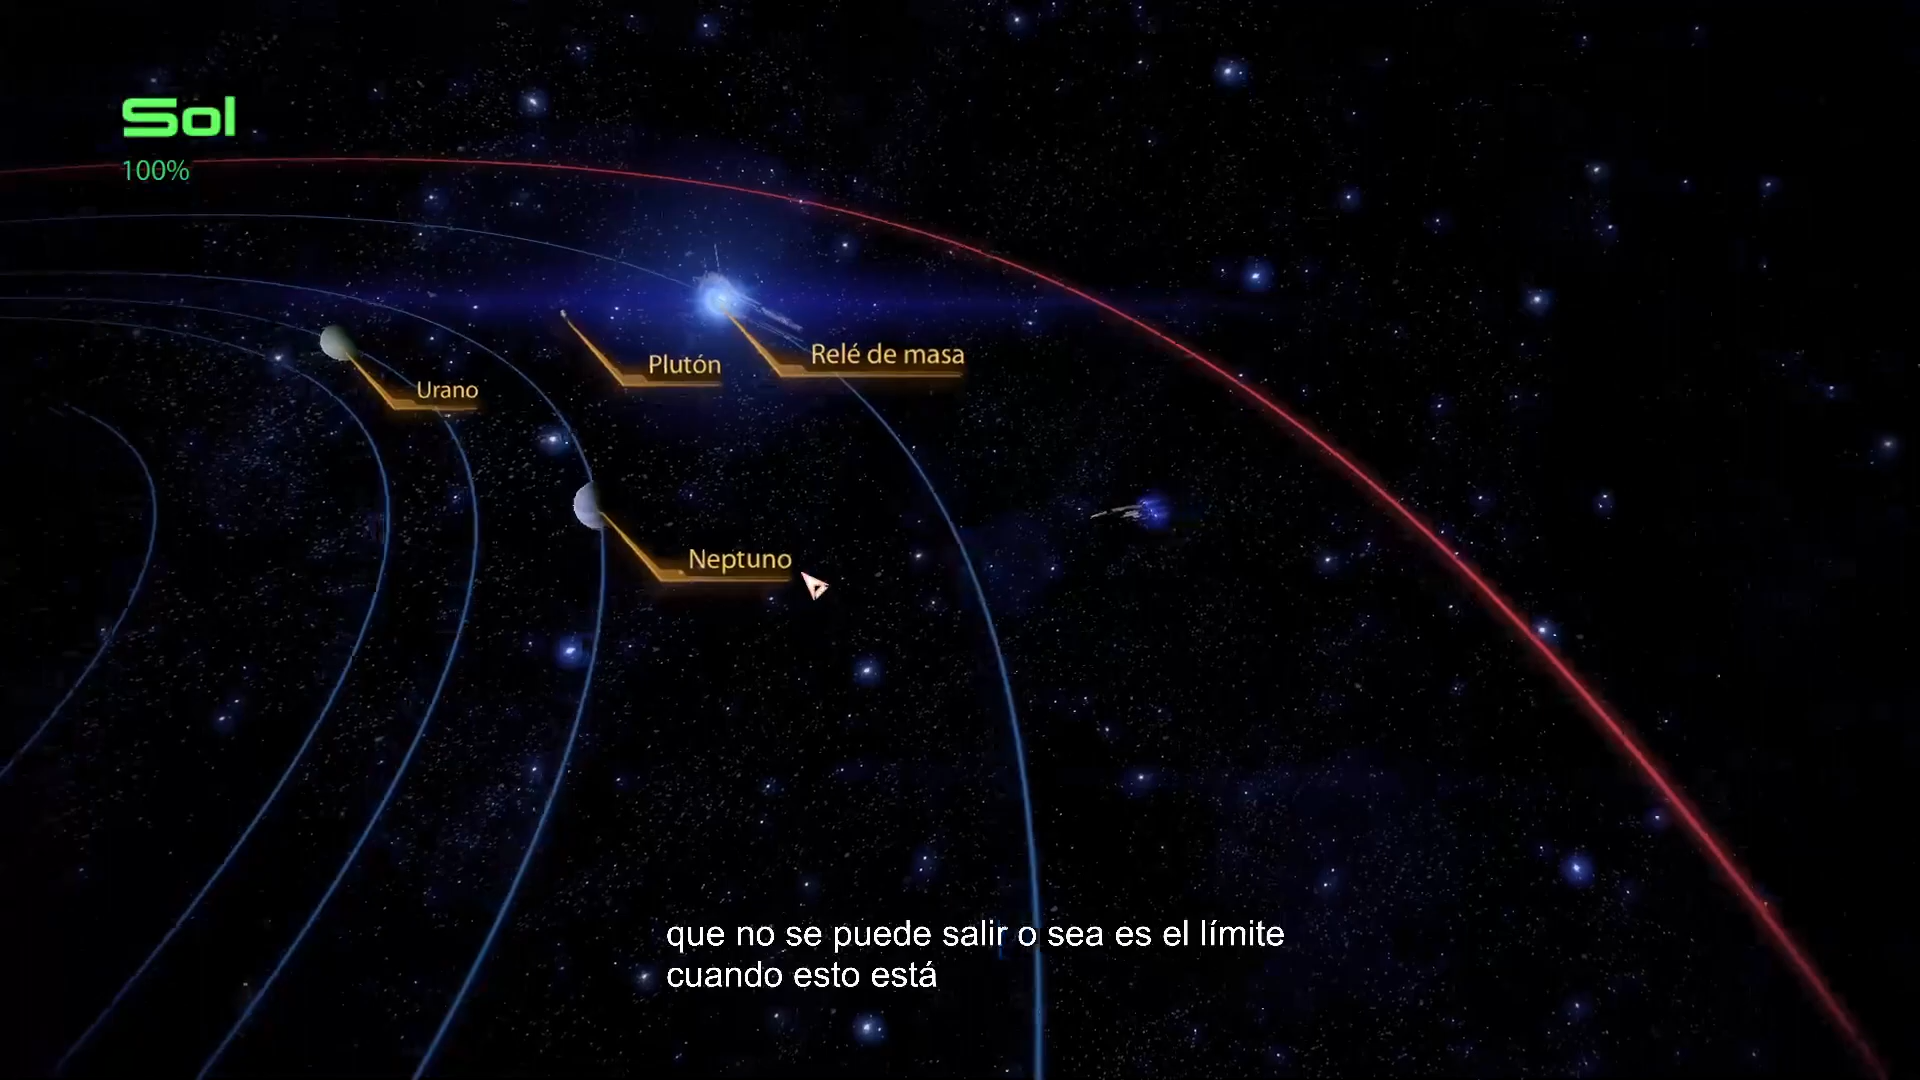 Sol
100%
Relé de masa
Plutón
Urano
Neptuno
que no se puede salir o sea es el límite
cuando esto está